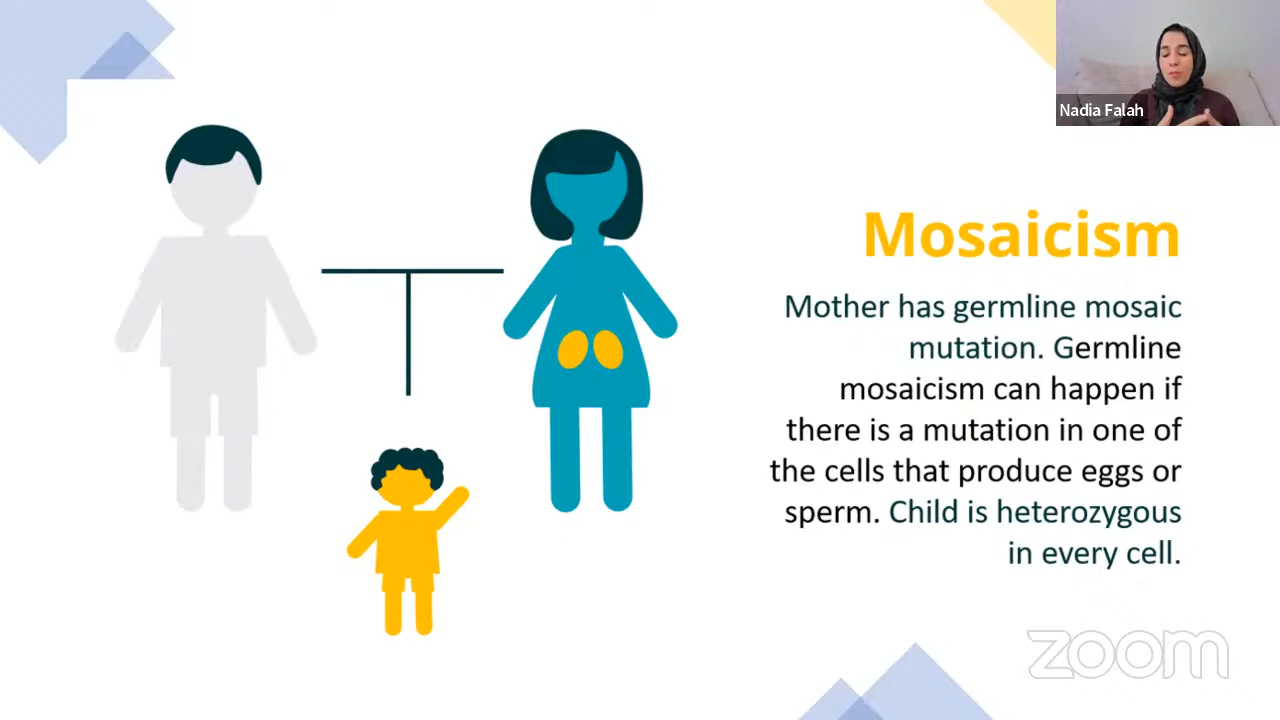 Nadia Falah
Mosaicism
Mother has germline mosaic
mutation. Germline
mosaicism can happen if
there is a mutation in one of
the cells that produce eggs or
sperm. Child is heterozygous
in every cell.
zoom